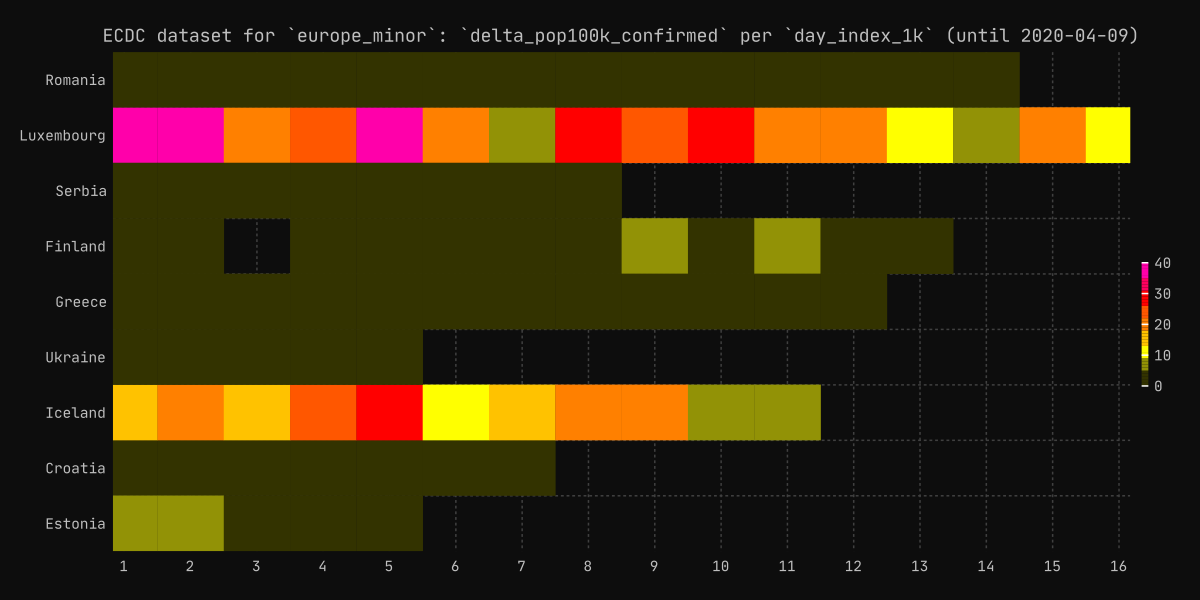 ECDC dataset for `europe_minor`: `delta_pop100k_confirmed` per `day_index_1k` (until 2020-04-09)
Romania
Luxembourg
Serbia
Finland
Greece
Ukraine
Iceland
Croatia
Estonia
1 2 3 4 5 6 7 8 9 10 11 12 13 14 15 16
40
30
20
10
0